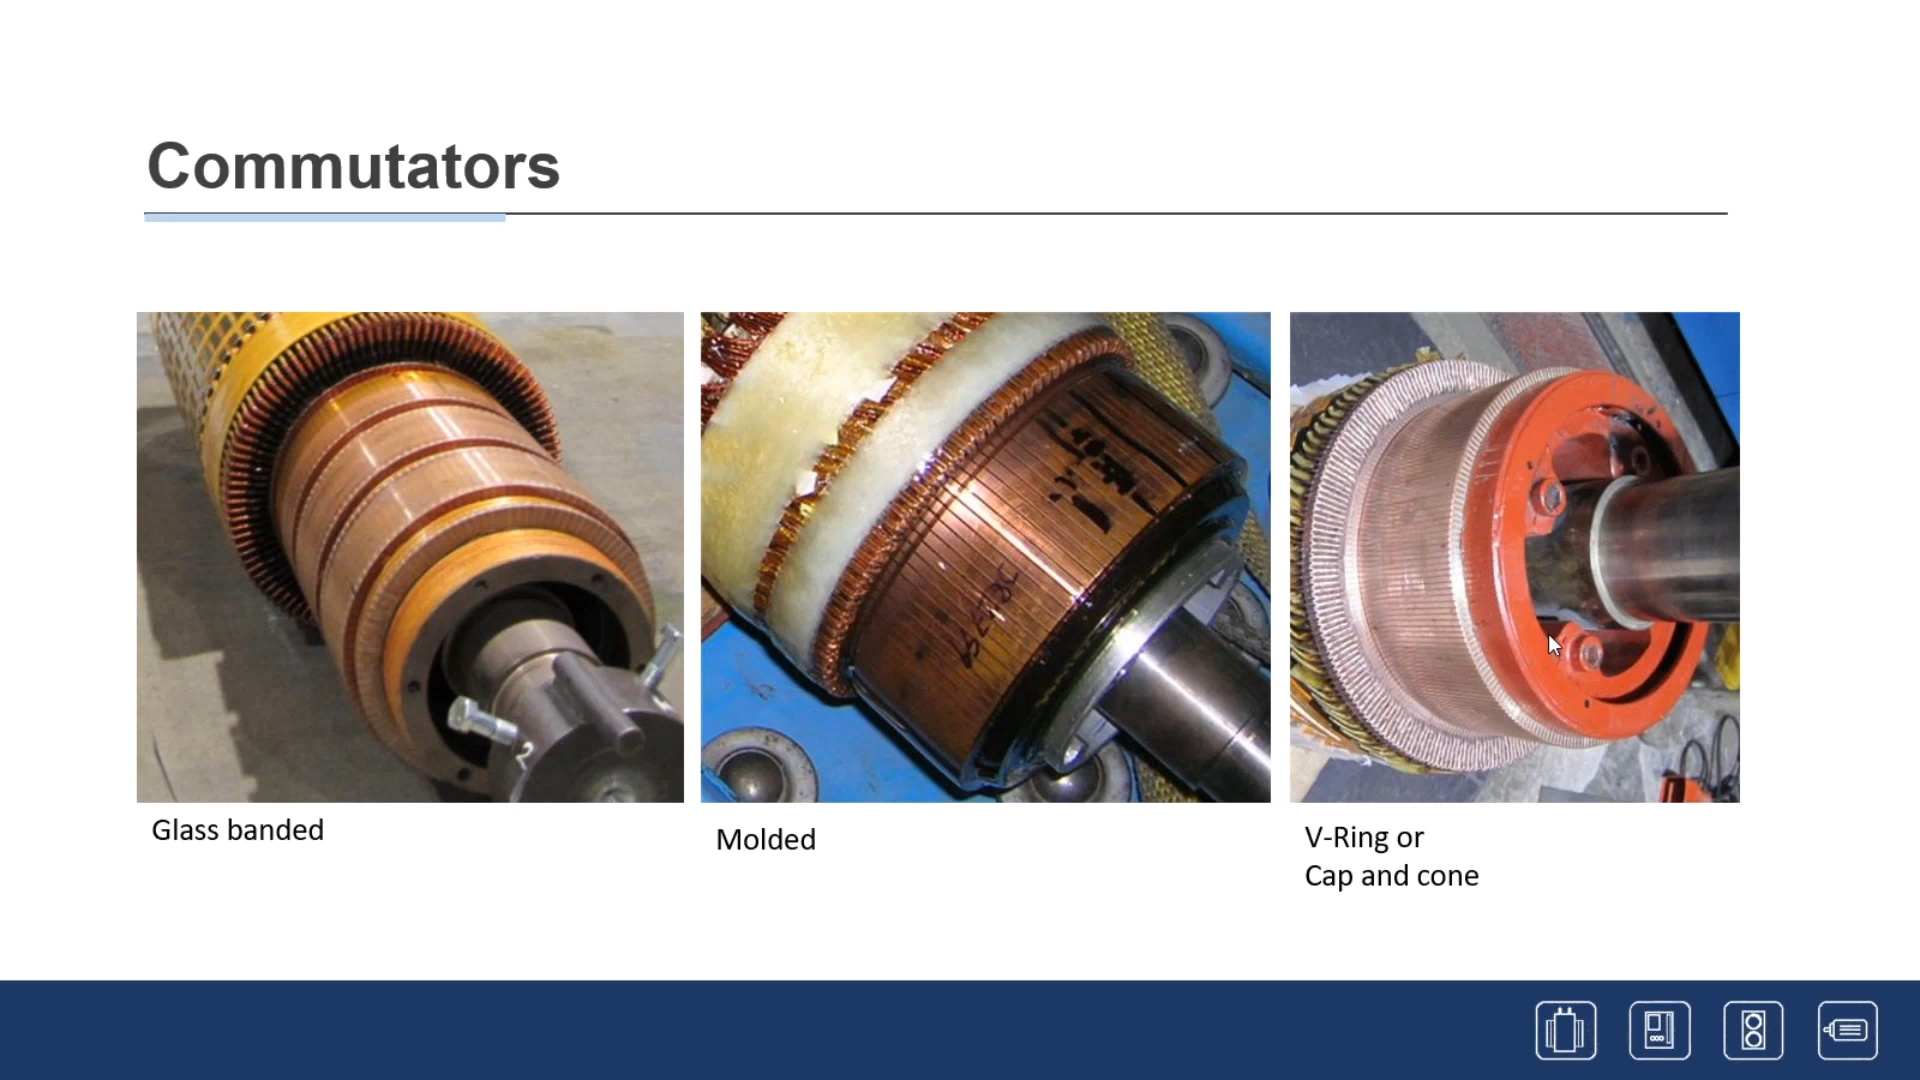 Commutators
Glass banded
Molded
V-Ring or
Cap and cone